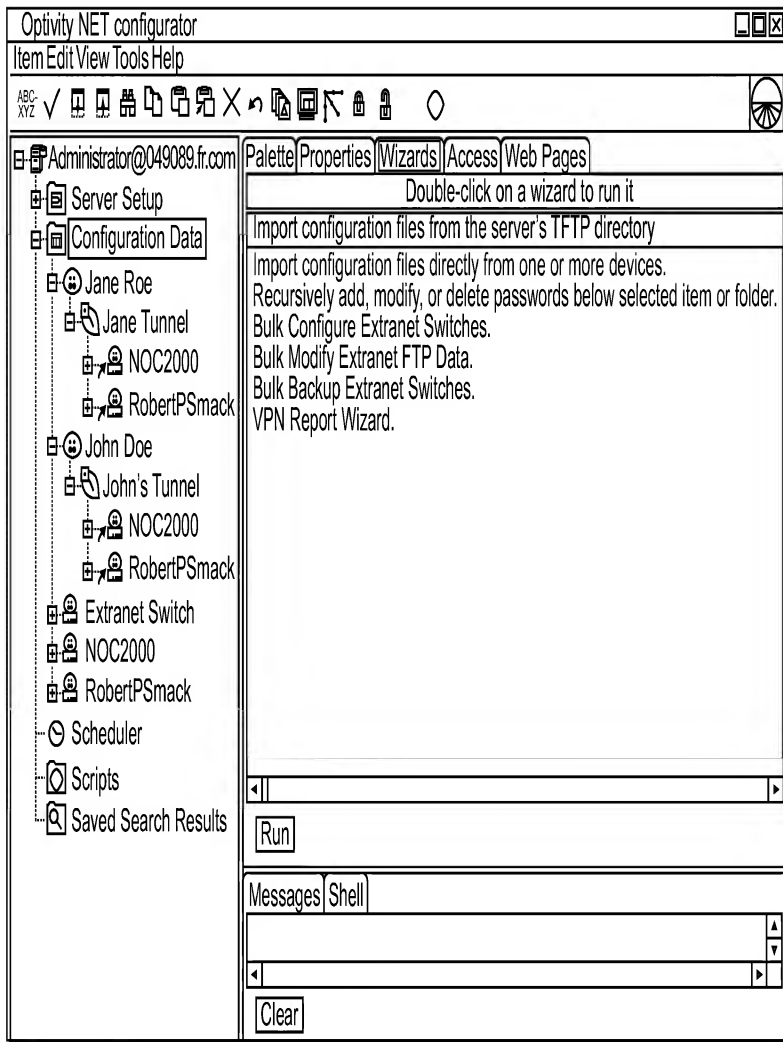 Optivity NET configurator
Item Edit View Tools Help
ABC-
XYZ
Administrator@049089.fr.com
Server Setup
Configuration Data
Jane Roe
Jane Tunnel
NOC2000
RobertPSmack
John Doe
John's Tunnel
NOC2000
RobertPSmack
Extranet Switch
NOC2000
RobertPSmack
Scheduler
Scripts
Saved Search Results
Palette Properties Wizards Access Web Pages
Double-click on a wizard to run it
Import configuration files from the server's TFTP directory
Import configuration files directly from one or more devices.
Recursively add, modify, or delete passwords below selected item or folder.
Bulk Configure Extranet Switches.
Bulk Modify Extranet FTP Data.
Bulk Backup Extranet Switches.
VPN Report Wizard.
Run
Messages Shell
Clear